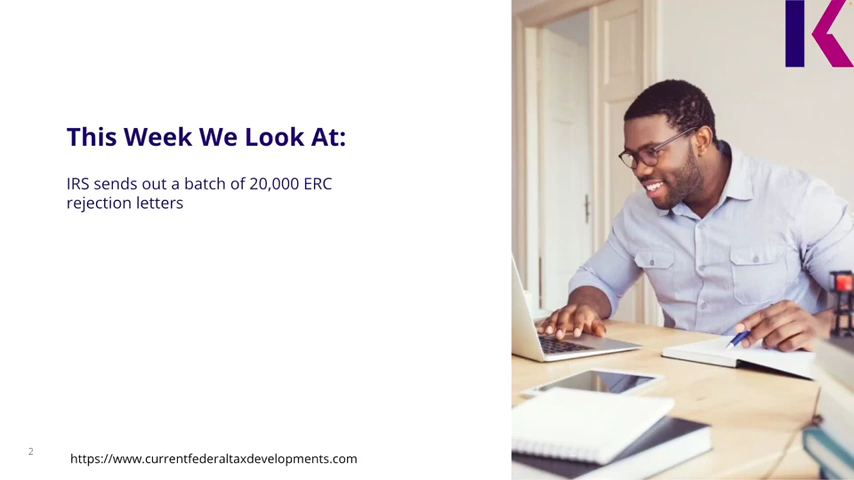 This Week We Look At:
IRS sends out a batch of 20,000 ERC
rejection letters
2
https://www.currentfederaltaxdevelopments.com
K